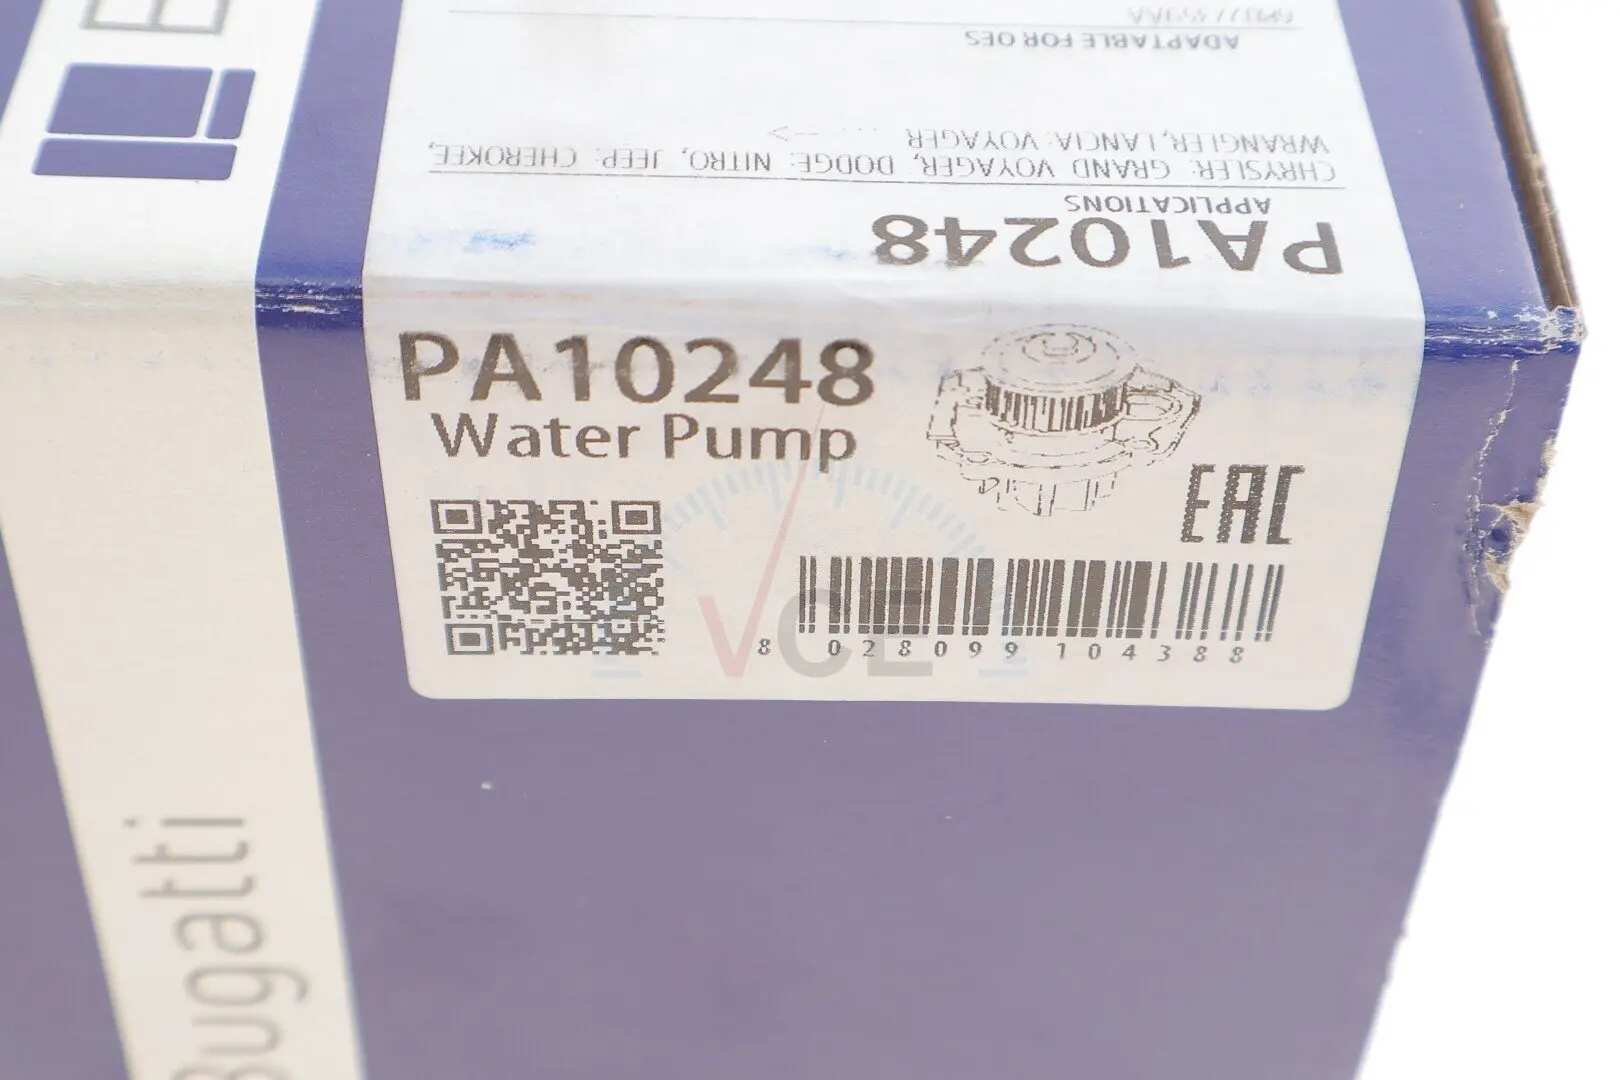 ADAPTABLE FOR OES
WRANGLER, LANCIA: VOYAGER ... -->
CHRYSLER: GRAND VOYAGER, DODGE: NITRO, JEEP: CHEROKEE,
APPLICATIONS
PA10248
PA10248
Water Pump
EAC
8 028099 104388
VCE
Bugatti